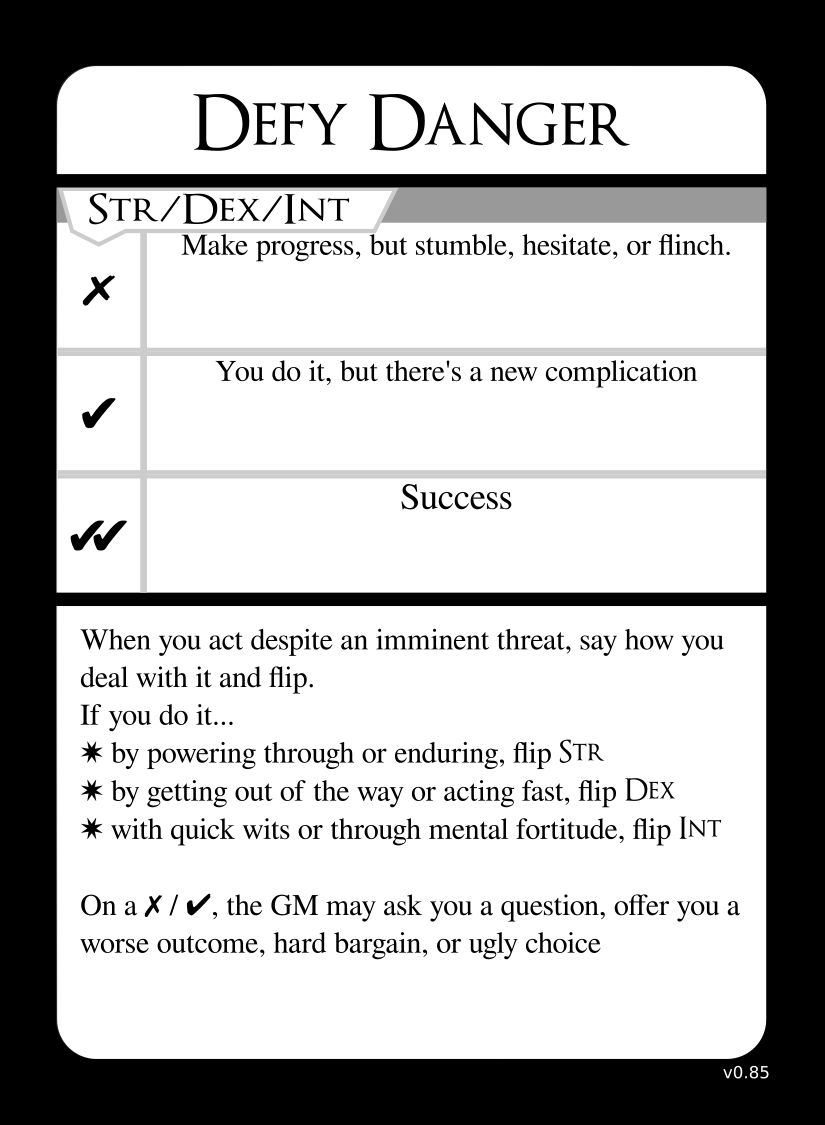 Defy Danger
Str/Dex/Int
Make progress, but stumble, hesitate, or flinch.
✗
You do it, but there's a new complication
✔
Success
✔✔
When you act despite an imminent threat, say how you
deal with it and flip.
If you do it...
✷ by powering through or enduring, flip Str
✷ by getting out of the way or acting fast, flip Dex
✷ with quick wits or through mental fortitude, flip Int
On a ✗ / ✔, the GM may ask you a question, offer you a
worse outcome, hard bargain, or ugly choice
v0.85